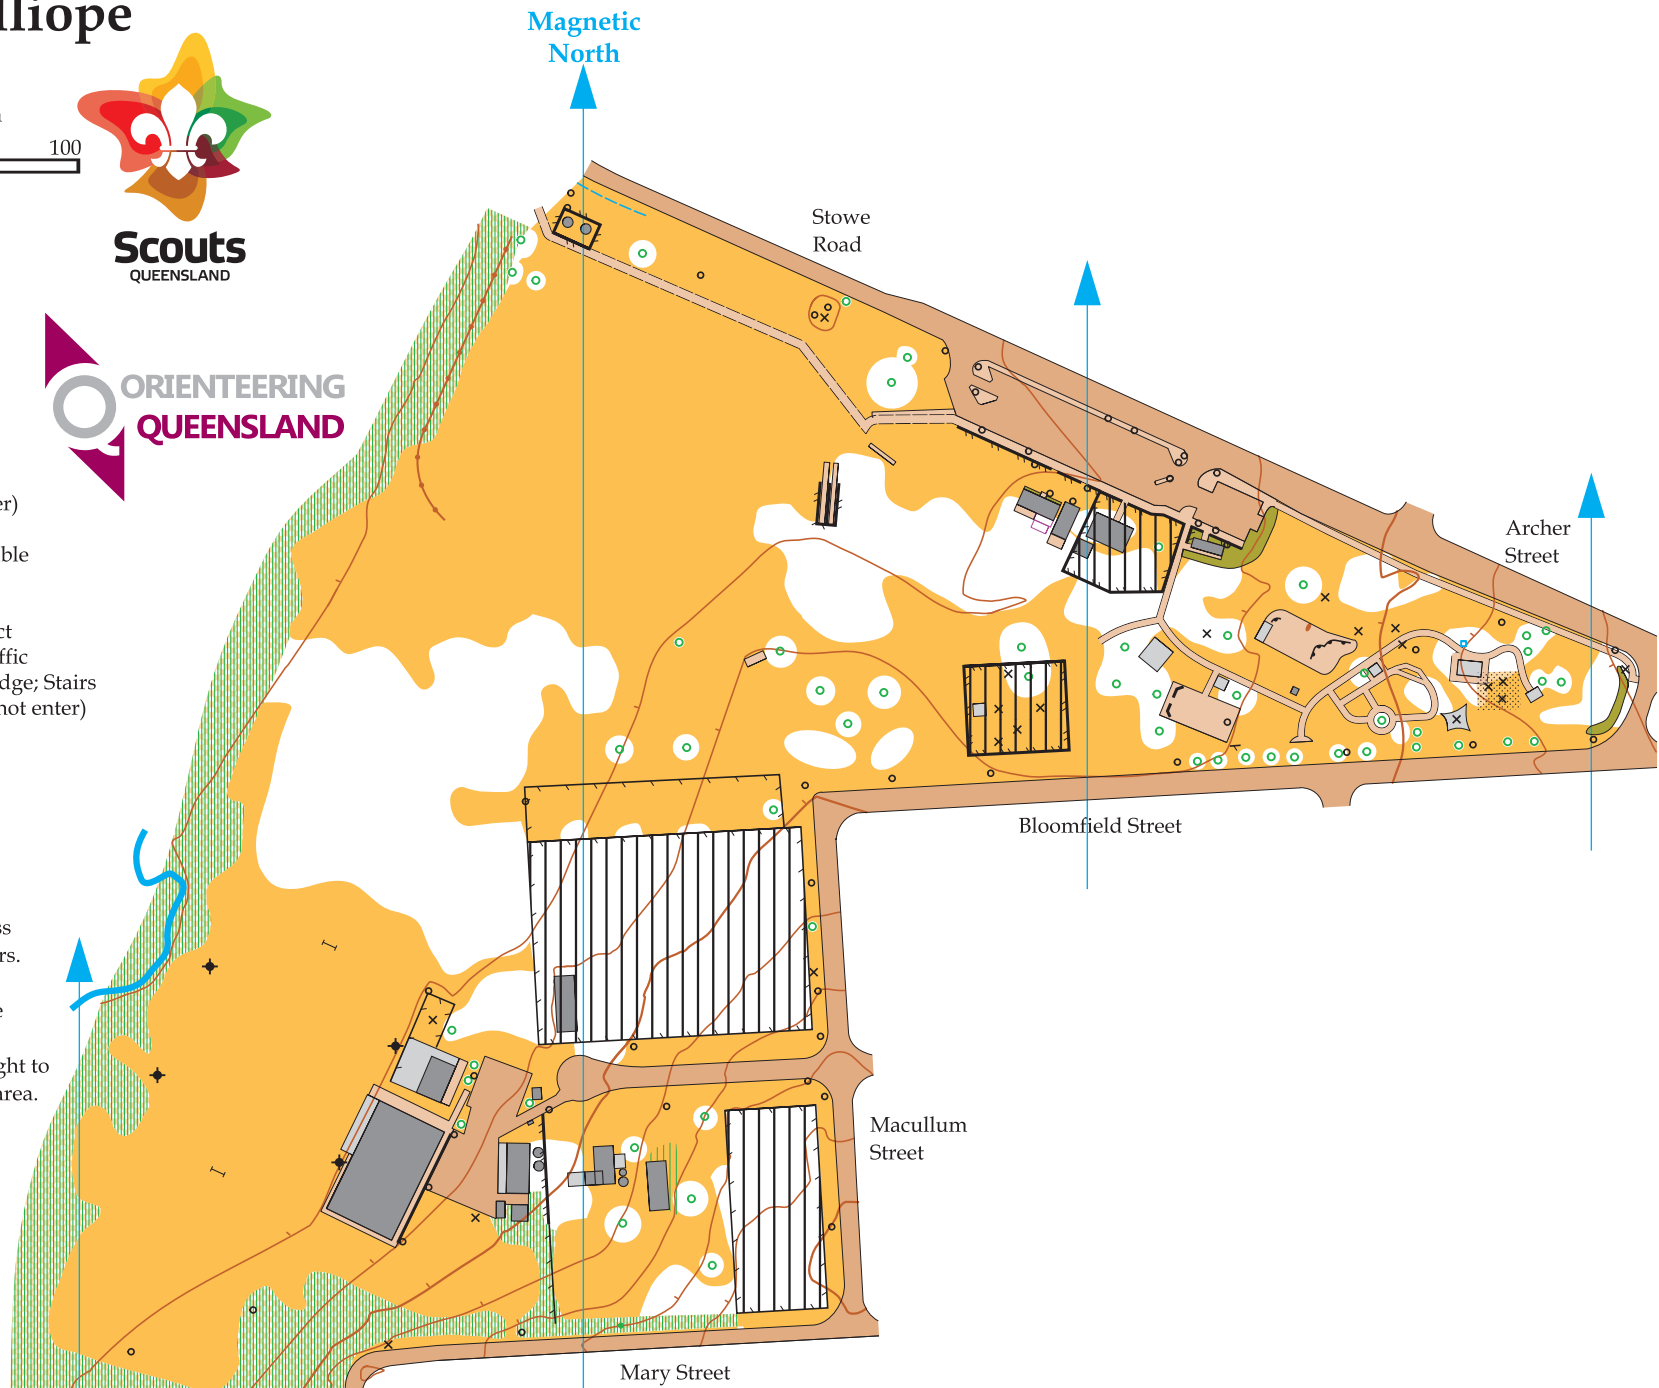 lliope
Magnetic
North
100
Scouts
QUEENSLAND
Stowe
Road
ORIENTEERING
QUEENSLAND
er)
ble
ct
ffic
dge; Stairs
not enter)
Archer
Street
Bloomfield Street
ss
rs.
e
ght to
area.
Macullum
Street
Mary Street